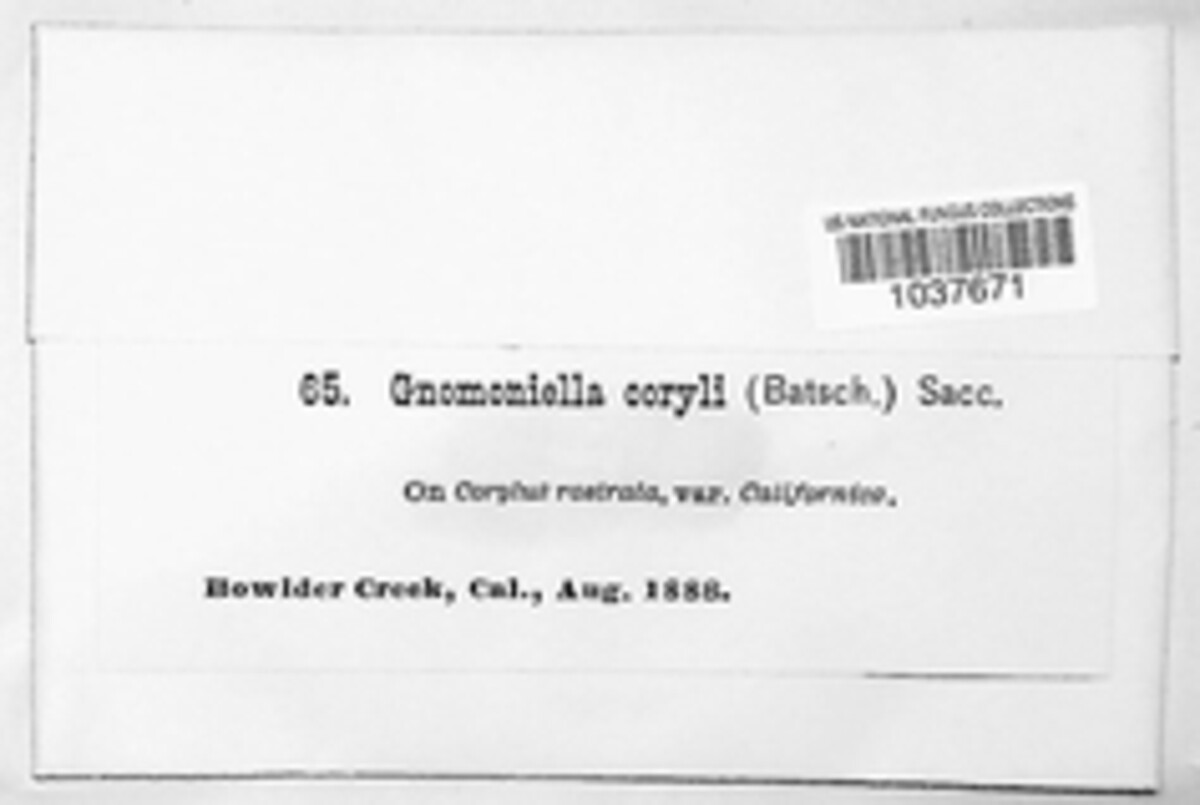 US NATIONAL FUNGUS COLLECTIONS
1037671
65. Gnomoniella coryli (Batsch.) Sacc.
On Corylus rostrata, var. Californica.
Bowlder Creek, Cal., Aug. 1888.